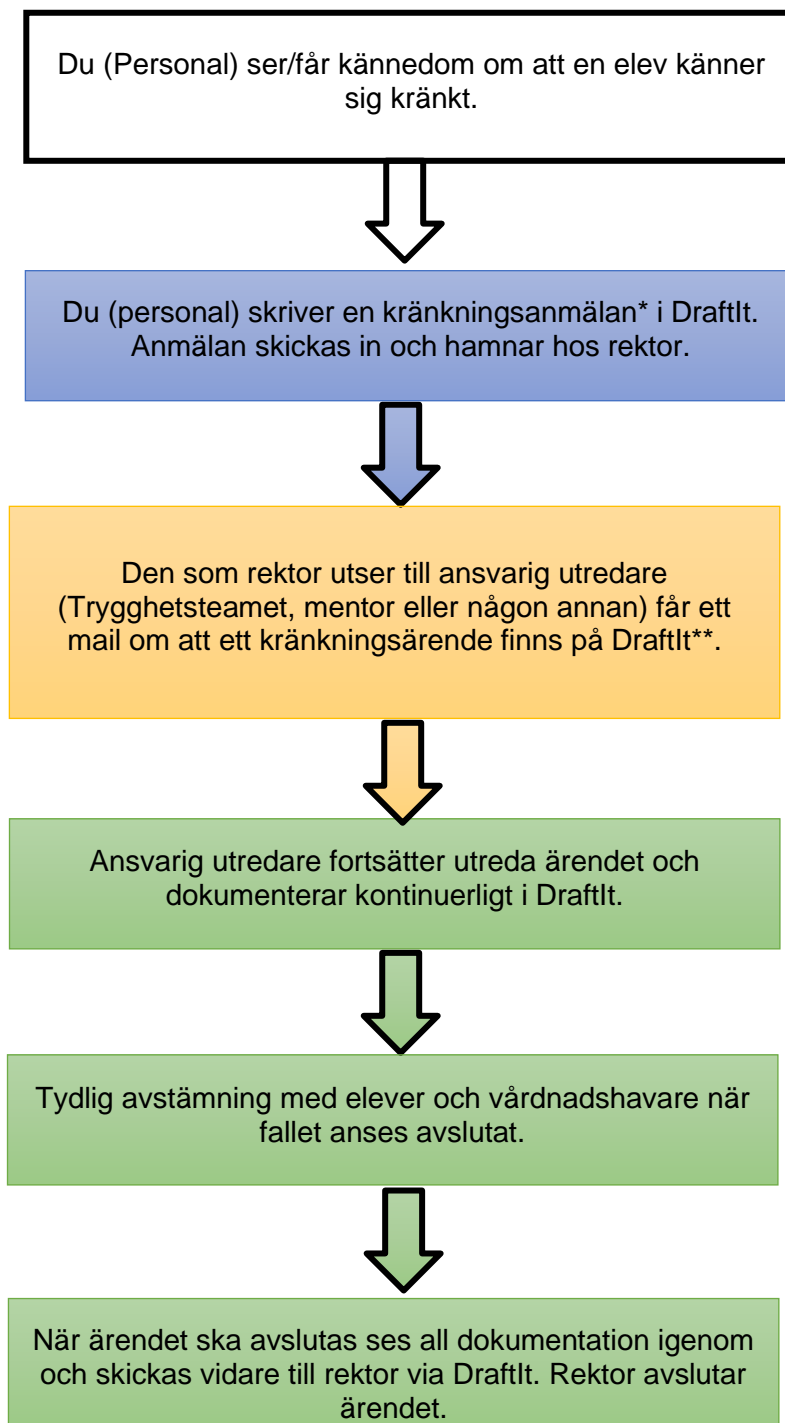 Du (Personal) ser/får kännedom om att en elev känner
sig kränkt.
Du (personal) skriver en kränkningsanmälan* i DraftIt.
Anmälan skickas in och hamnar hos rektor.
Den som rektor utser till ansvarig utredare
(Trygghetsteamet, mentor eller någon annan) får ett
mail om att ett kränkningsärende finns på DraftIt**.
Ansvarig utredare fortsätter utreda ärendet och
dokumenterar kontinuerligt i DraftIt.
Tydlig avstämning med elever och vårdnadshavare när
fallet anses avslutat.
När ärendet ska avslutas ses all dokumentation igenom
och skickas vidare till rektor via DraftIt. Rektor avslutar
ärendet.